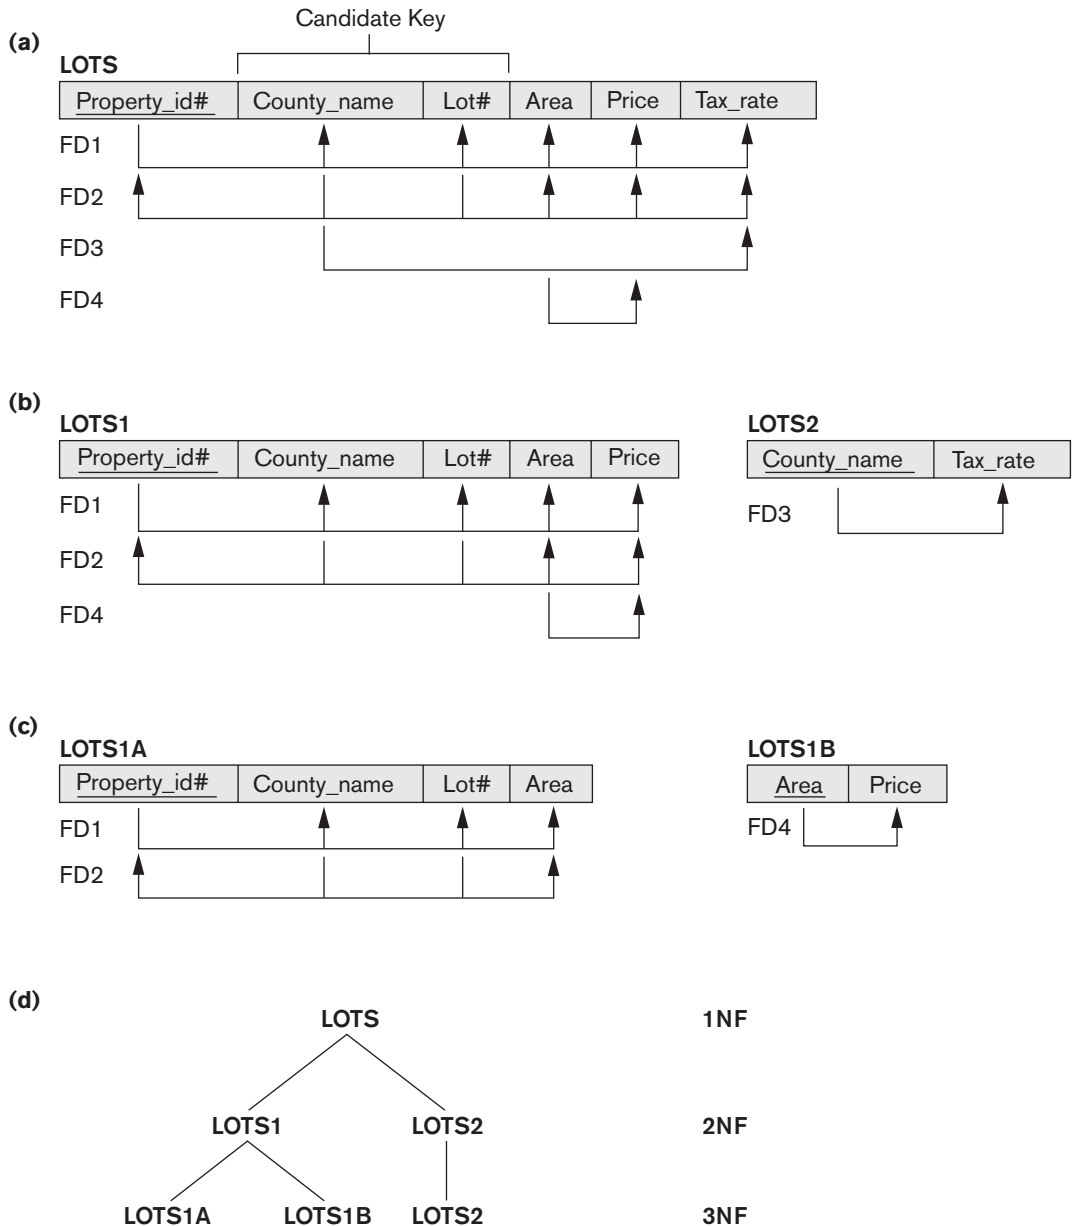 Candidate Key
(a)
LOTS
Property_id# County_name Lot# Area Price Tax_rate
FD1
FD2
FD3
FD4
(b)
LOTS1
Property_id# County_name Lot# Area Price
FD1
FD2
FD4
LOTS2
County_name Tax_rate
FD3
(c)
LOTS1A
Property_id# County_name Lot# Area
FD1
FD2
LOTS1B
Area Price
FD4
(d)
LOTS 1NF
LOTS1 LOTS2 2NF
LOTS1A LOTS1B LOTS2 3NF